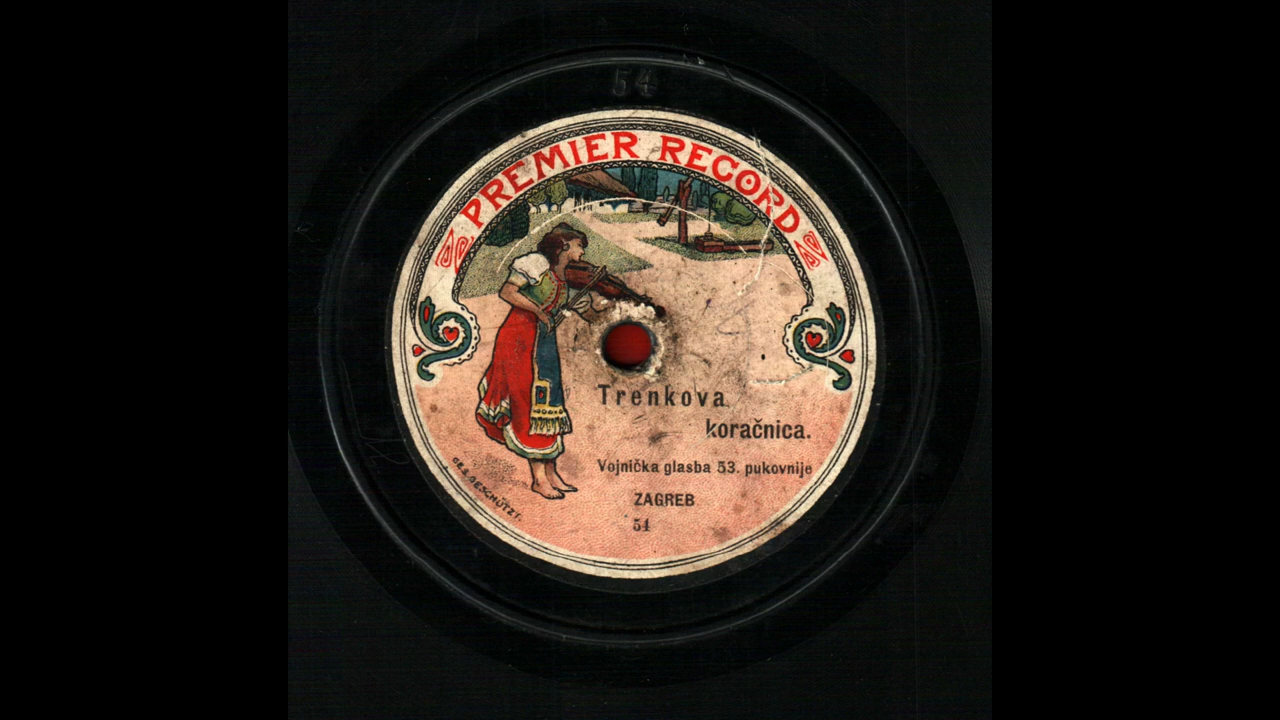 54
PREMIER RECORD
Trenkova
koračnica.
Vojnička glasba 53. pukovnije
ZAGREB
54
GES. GESCHÜTZT.